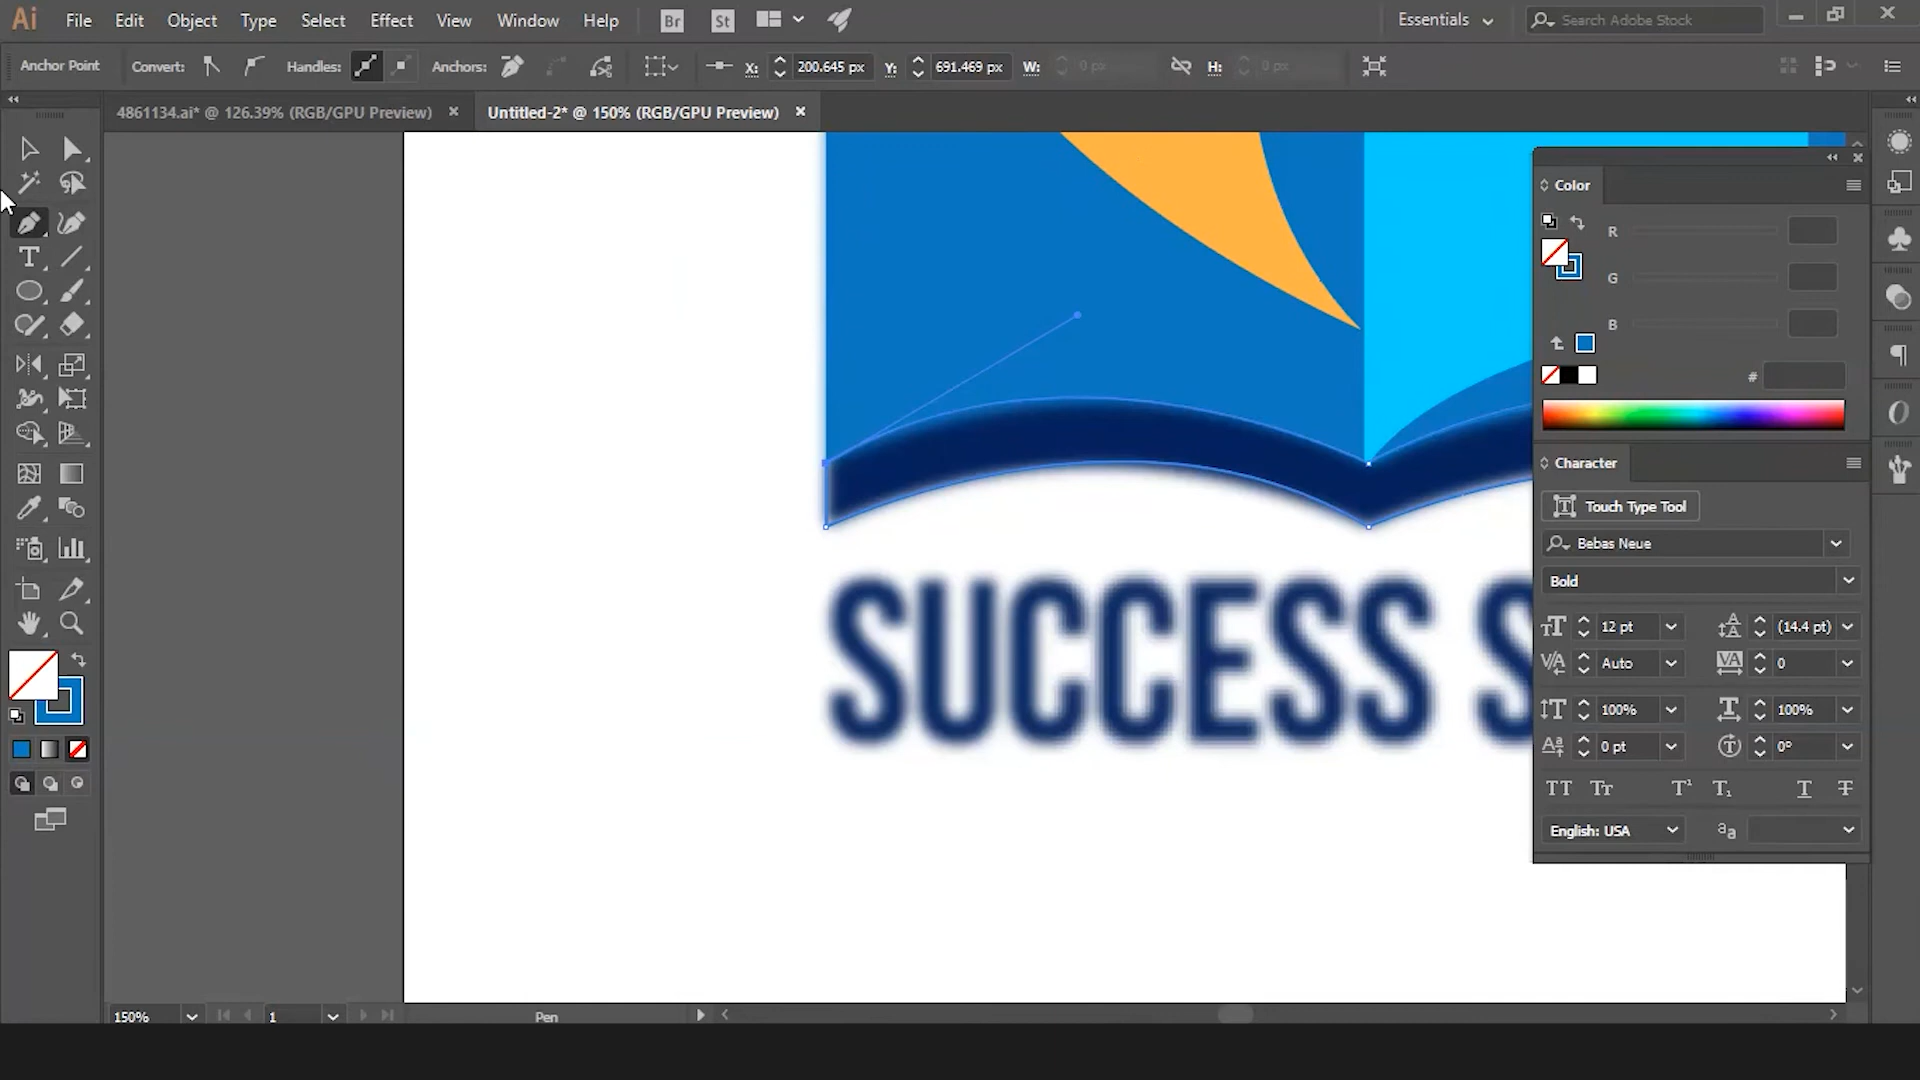 Ai File Edit Object Type Select Effect View Window Help Br St Essentials Search Adobe Stock
Anchor Point Convert: Handles: Anchors: X: 200.645 px Y: 691.469 px W: 0 px H: 0 px
4861134.ai* @ 126.39% (RGB/GPU Preview) Untitled-2* @ 150% (RGB/GPU Preview)
Color
R
G
B
#
Character
Touch Type Tool
Bebas Neue
Bold
12 pt (14.4 pt)
Auto 0
100% 100%
0 pt 0°
English: USA
SUCCESS S
150% 1 Pen